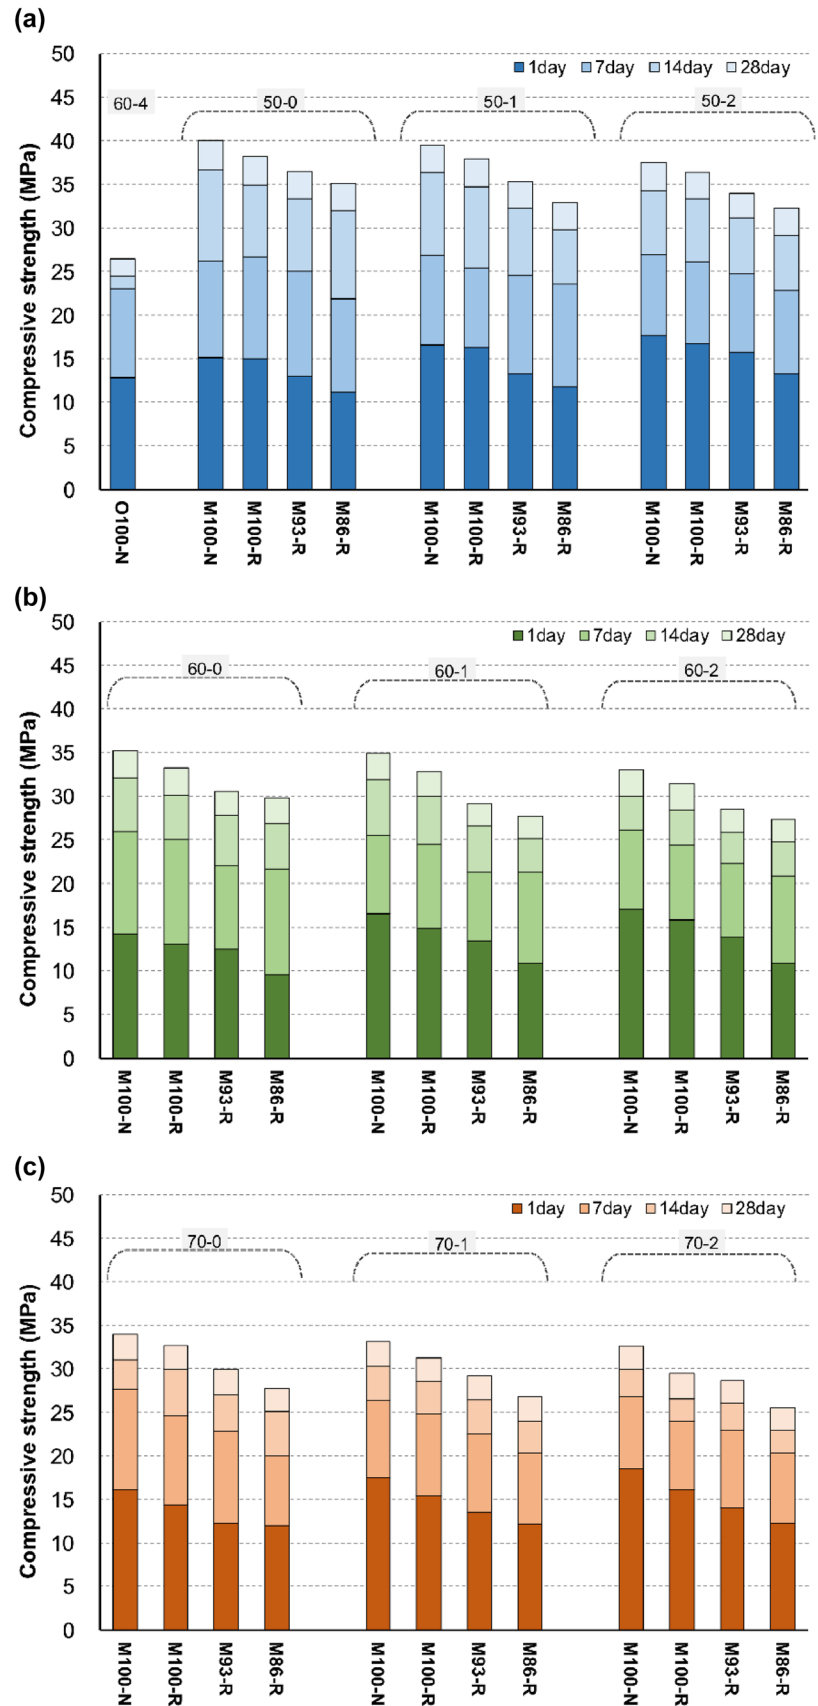 (a)
Compressive strength (MPa)
50
45
40
35
30
25
20
15
10
5
0
1day 7day 14day 28day
60-4 50-0 50-1 50-2
O100-N M100-N M100-R M93-R M86-R M100-N M100-R M93-R M86-R M100-N M100-R M93-R M86-R
(b)
Compressive strength (MPa)
50
45
40
35
30
25
20
15
10
5
0
1day 7day 14day 28day
60-0 60-1 60-2
M100-N M100-R M93-R M86-R M100-N M100-R M93-R M86-R M100-N M100-R M93-R M86-R
(c)
Compressive strength (MPa)
50
45
40
35
30
25
20
15
10
5
0
1day 7day 14day 28day
70-0 70-1 70-2
M100-N M100-R M93-R M86-R M100-N M100-R M93-R M86-R M100-N M100-R M93-R M86-R